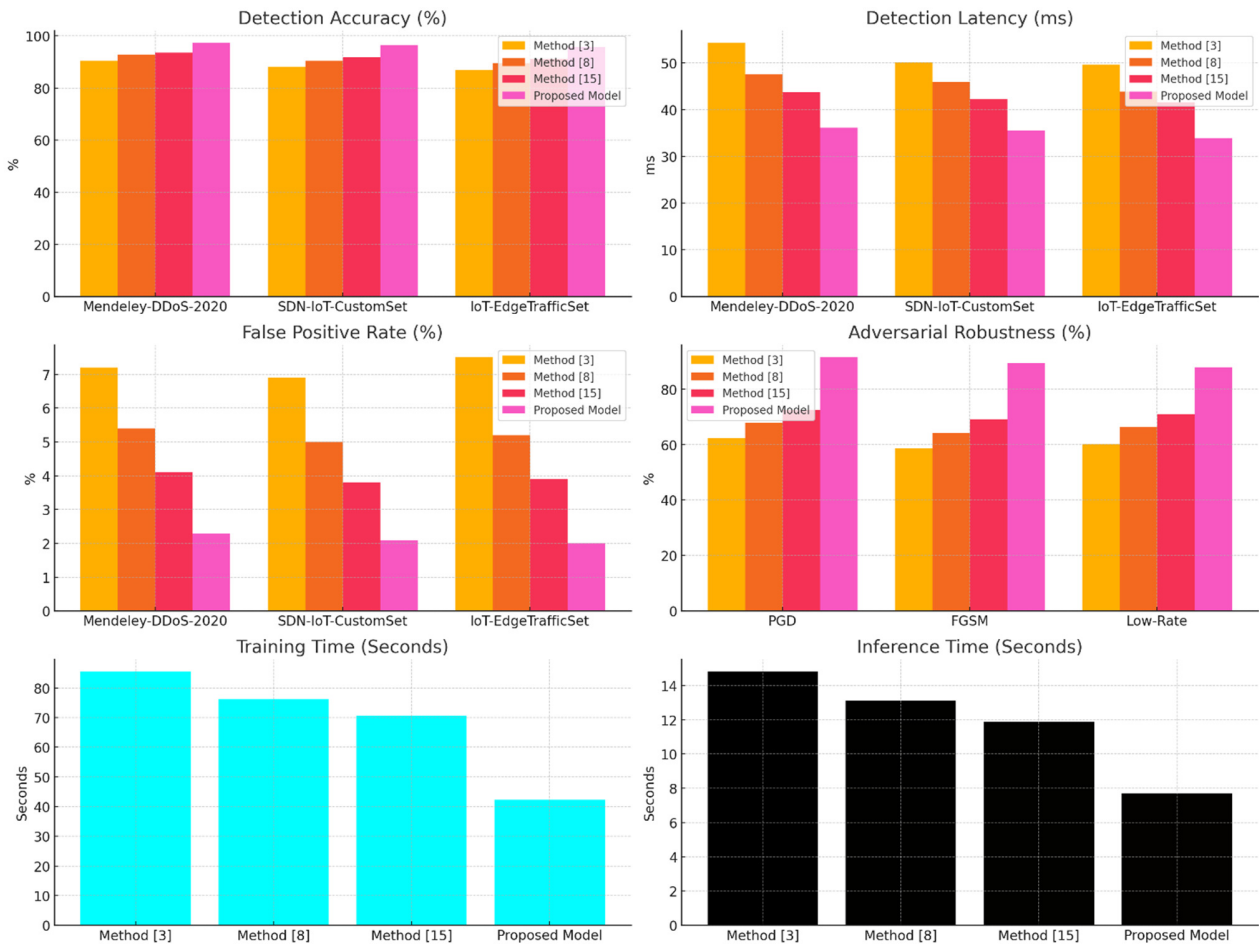 Detection Accuracy (%)
100
80
60
40
20
0
%
Method [3]
Method [8]
Method [15]
Proposed Model
Mendeley-DDoS-2020
SDN-IoT-CustomSet
IoT-EdgeTrafficSet
Detection Latency (ms)
50
40
30
20
10
0
ms
Method [3]
Method [8]
Method [15]
Proposed Model
Mendeley-DDoS-2020
SDN-IoT-CustomSet
IoT-EdgeTrafficSet
False Positive Rate (%)
7
6
5
4
3
2
1
0
%
Method [3]
Method [8]
Method [15]
Proposed Model
Mendeley-DDoS-2020
SDN-IoT-CustomSet
IoT-EdgeTrafficSet
Adversarial Robustness (%)
80
60
40
20
0
%
Method [3]
Method [8]
Method [15]
Proposed Model
PGD
FGSM
Low-Rate
Training Time (Seconds)
80
70
60
50
40
30
20
10
0
Seconds
Method [3]
Method [8]
Method [15]
Proposed Model
Inference Time (Seconds)
14
12
10
8
6
4
2
0
Seconds
Method [3]
Method [8]
Method [15]
Proposed Model